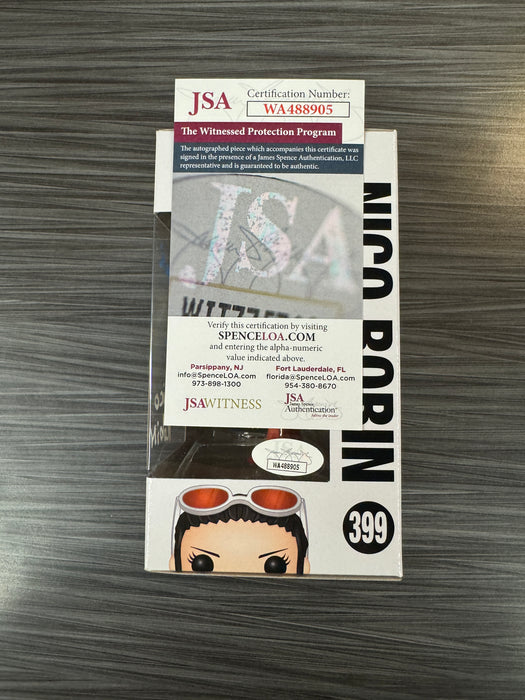 JSA
Certification Number:
WA488905
The Witnessed Protection Program
The autographed piece which accompanies this certificate was
signed in the presence of a James Spence Authentication, LLC
representative and is guaranteed to be authentic.
JSA
Verify this certification by visiting
SPENCELOA.COM
and entering the alpha-numeric
value indicated above.
Parsippany, NJ
info@SpenceLOA.com
973-898-1300
Fort Lauderdale, FL
florida@SpenceLOA.com
954-380-8670
JSAWITNESS
JSA
James Spence
Authentication
NICO ROBIN
WA488905
399